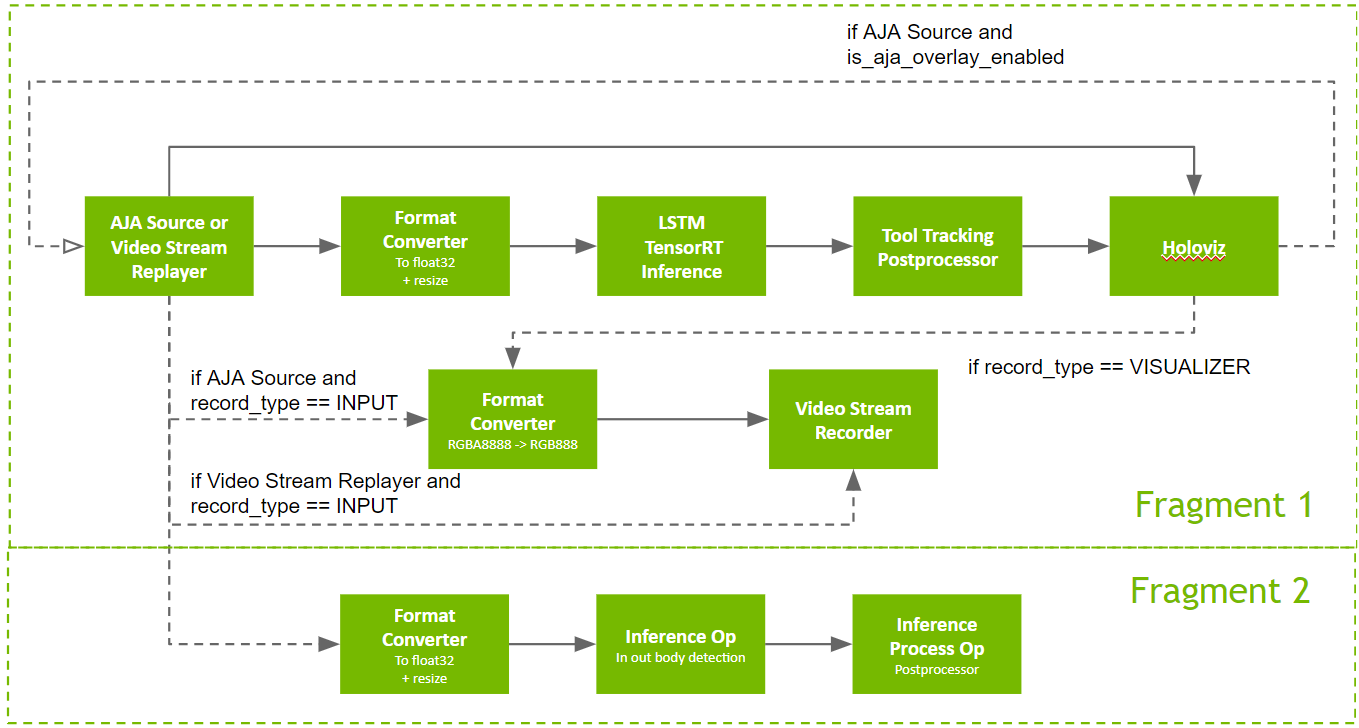 if AJA Source and
is_aja_overlay_enabled
AJA Source or
Video Stream
Replayer
Format
Converter
To float32
+ resize
LSTM
TensorRT
Inference
Tool Tracking
Postprocessor
Holoviz
if AJA Source and
record_type == INPUT
Format
Converter
RGBA8888 -> RGB888
Video Stream
Recorder
if record_type == VISUALIZER
if Video Stream Replayer and
record_type == INPUT
Fragment 1
Fragment 2
Format
Converter
To float32
+ resize
Inference Op
In out body detection
Inference
Process Op
Postprocessor